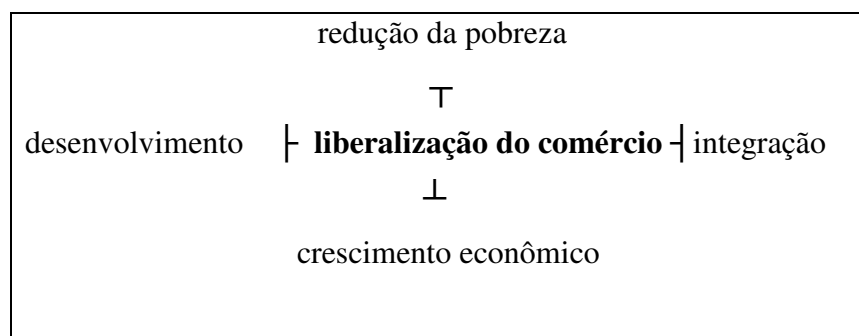 redução da pobreza
┬
desenvolvimento ├ liberalização do comércio ┤ integração
┴
crescimento econômico